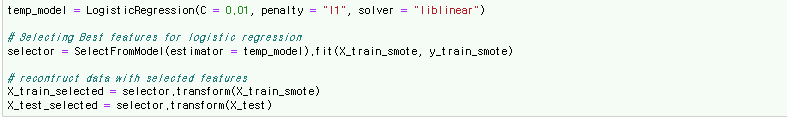 temp_model = LogisticRegression(C = 0.01, penalty = "l1", solver = "liblinear")
# Selecting Best features for logistic regression
selector = SelectFromModel(estimator = temp_model).fit(X_train_smote, y_train_smote)
# recontruct data with selected features
X_train_selected = selector.transform(X_train_smote)
X_test_selected = selector.transform(X_test)